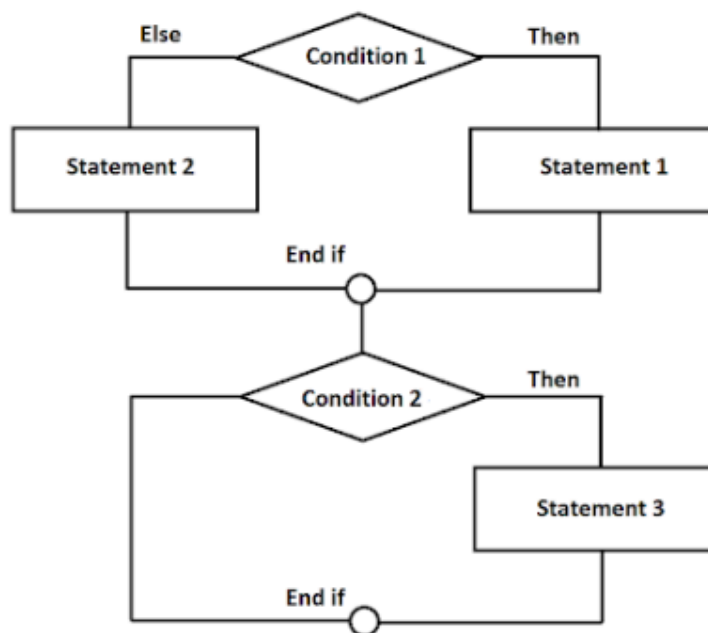 Else
Condition 1
Then
Statement 2
Statement 1
End if
Condition 2
Then
Statement 3
End if